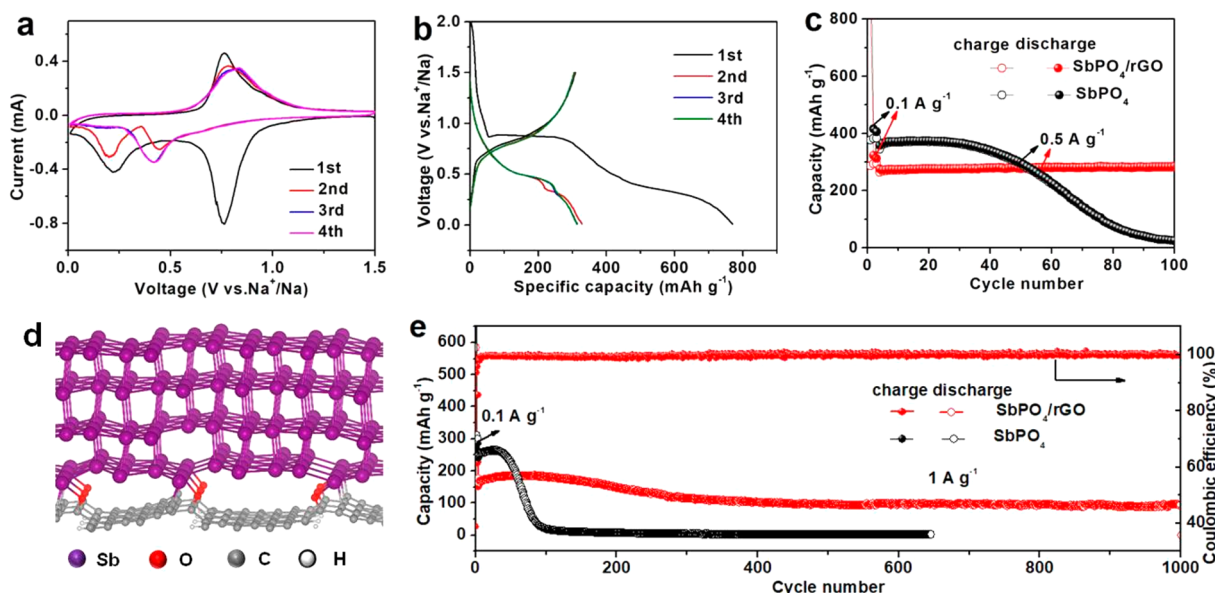 a
Current (mA)
0.4
0.0
-0.4
-0.8
1st
2nd
3rd
4th
0.0
0.5
1.0
1.5
Voltage (V vs.Na⁺/Na)
b
Voltage (V vs.Na⁺/Na)
2.0
1.5
1.0
0.5
0.0
1st
2nd
3rd
4th
0
200
400
600
800
Specific capacity (mAh g⁻¹)
c
Capacity (mAh g⁻¹)
800
600
400
200
0
charge discharge
SbPO₄/rGO
SbPO₄
0.1 A g⁻¹
0.5 A g⁻¹
0
20
40
60
80
100
Cycle number
d
Sb
O
C
H
e
Capacity (mAh g⁻¹)
600
500
400
300
200
100
0
charge discharge
SbPO₄/rGO
SbPO₄
0.1 A g⁻¹
1 A g⁻¹
100
90
80
70
60
50
40
Coulombic efficiency (%)
0
200
400
600
800
1000
Cycle number